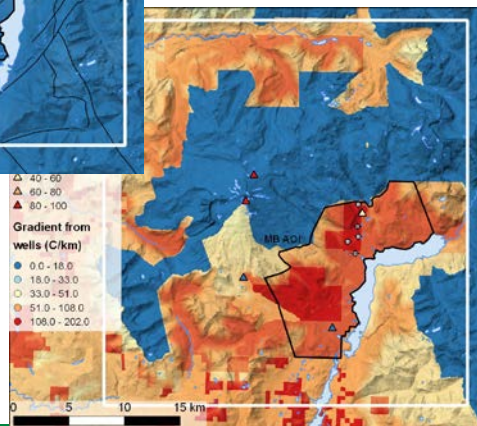 40 - 60
60 - 80
80 - 100
Gradient from
wells (C/km)
0.0 - 18.0
18.0 - 33.0
33.0 - 51.0
51.0 - 108.0
108.0 - 202.0
MB AOI
0 5 10 15 km